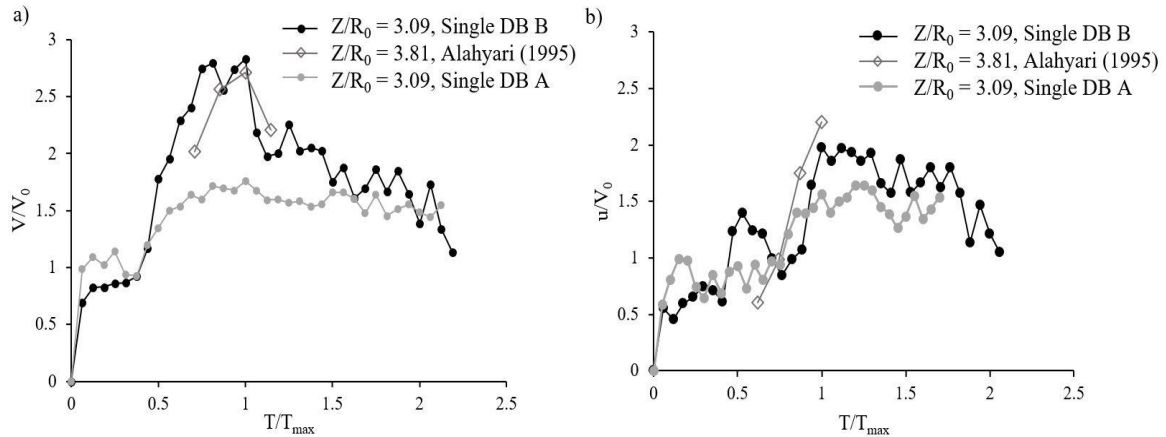 a)
Z/R0 = 3.09, Single DB B
Z/R0 = 3.81, Alahyari (1995)
Z/R0 = 3.09, Single DB A
3
2.5
2
1.5
1
0.5
0
V/V0
0 0.5 1 1.5 2 2.5
T/Tmax
b)
Z/R0 = 3.09, Single DB B
Z/R0 = 3.81, Alahyari (1995)
Z/R0 = 3.09, Single DB A
3
2.5
2
1.5
1
0.5
0
u/V0
0 0.5 1 1.5 2 2.5
T/Tmax